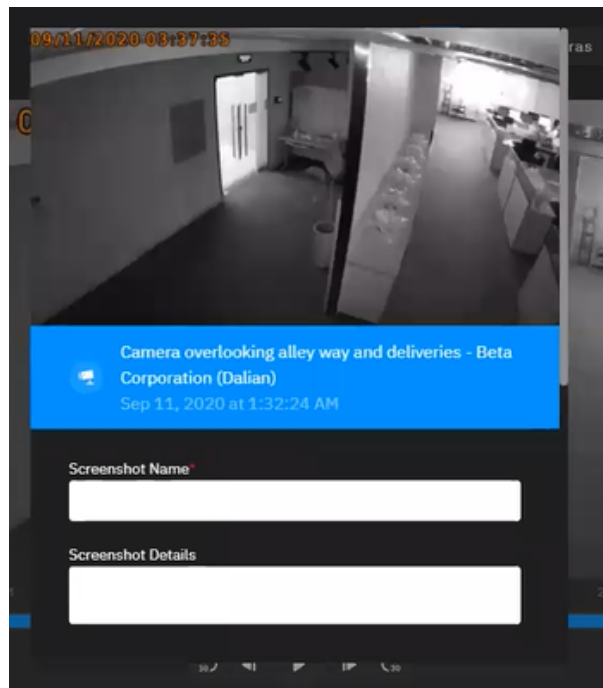 09/11/2020 03:37:35
ras
Camera overlooking alley way and deliveries - Beta
Corporation (Dalian)
Sep 11, 2020 at 1:32:24 AM
Screenshot Name*
Screenshot Details